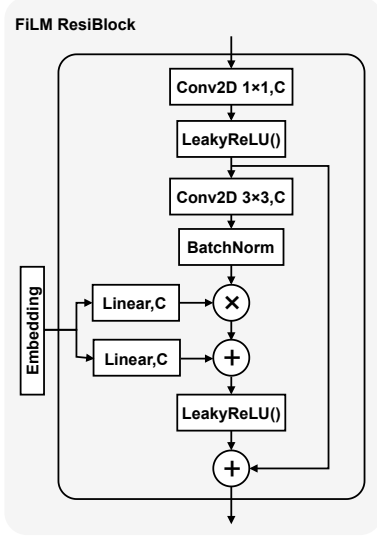 FiLM ResiBlock
Conv2D 1×1,C
LeakyReLU()
Conv2D 3×3,C
BatchNorm
Embedding
Linear,C
×
Linear,C
+
LeakyReLU()
+